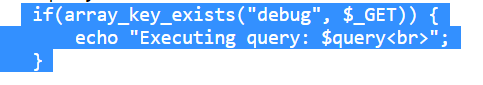 if(array_key_exists("debug", $_GET)) {
echo "Executing query: $query<br>";
}